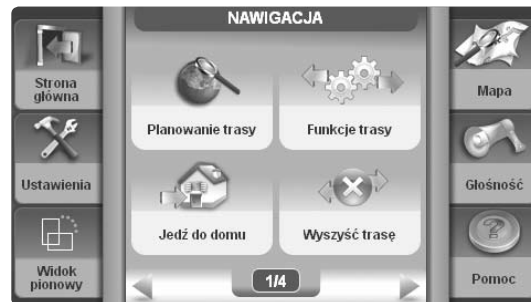 NAWIGACJA
Strona
główna
Ustawienia
Widok
pionowy
Planowanie trasy
Funkcje trasy
Jedź do domu
Wyszyść trasę
1/4
Mapa
Głośność
Pomoc